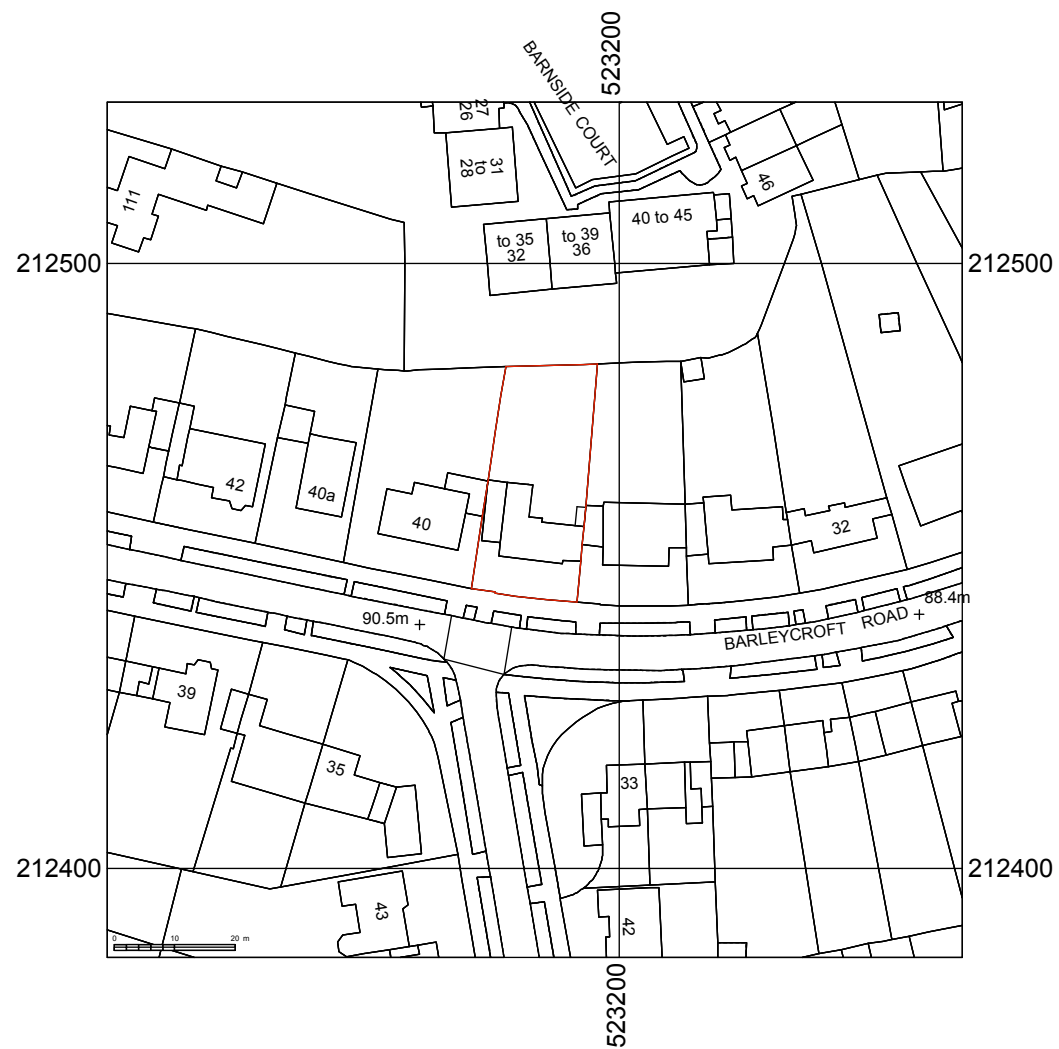 523200
BARNSIDE COURT
27
26
31
to
28
46
111
40 to 45
to 35
32
to 39
36
212500
212500
42
40a
40
32
88.4m
90.5m
BARLEYCROFT ROAD
39
35
33
212400
212400
43
42
0 10 20 m
523200